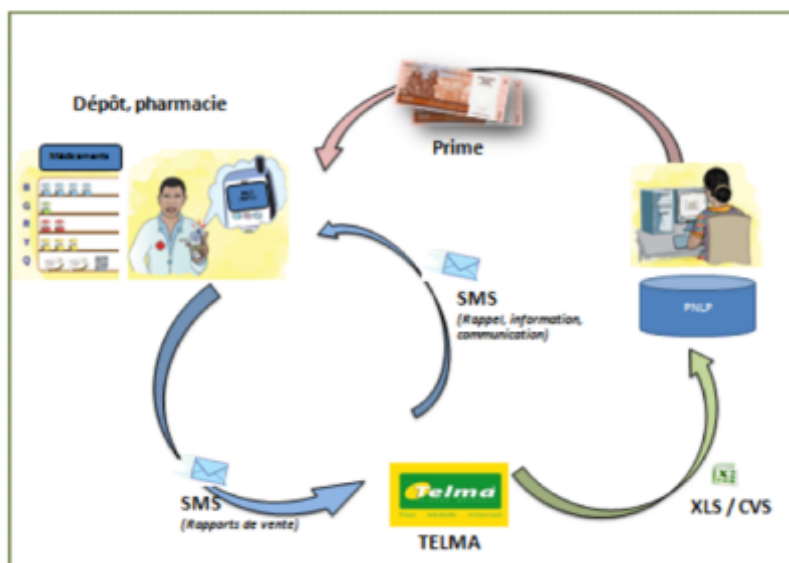 Dépôt, pharmacie
Médicaments
B
G
R
Y
Q
Prime
SMS
(Rappel, information,
communication)
PNLP
SMS
(Rapports de vente)
Telma
TELMA
XLS / CVS